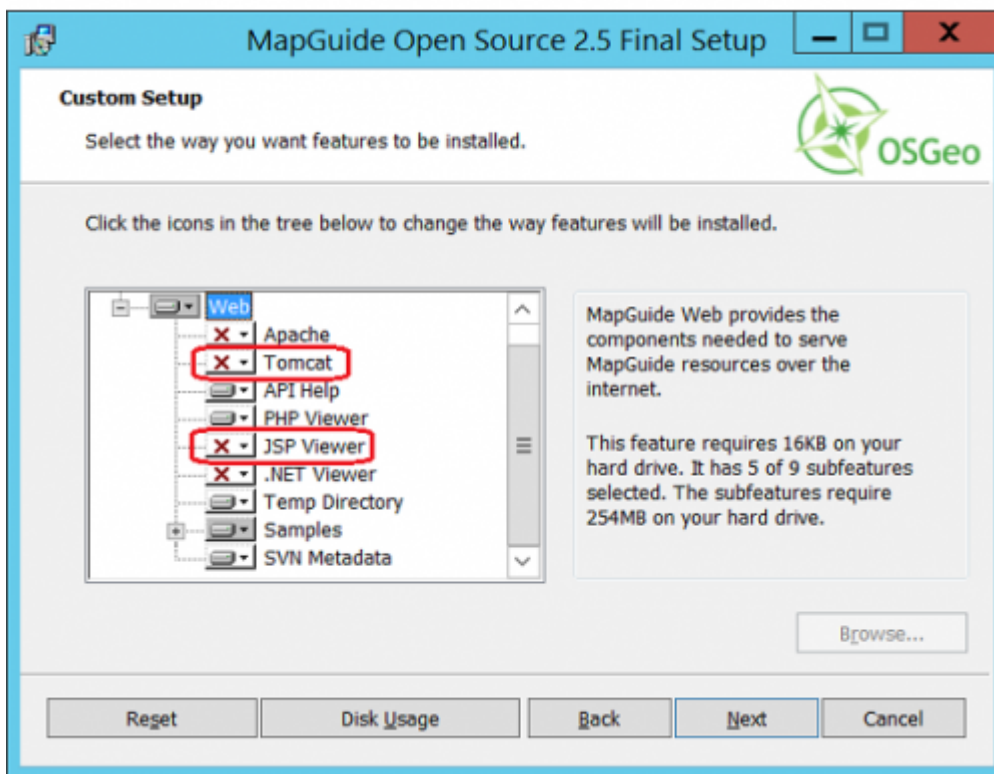 MapGuide Open Source 2.5 Final Setup
Custom Setup
Select the way you want features to be installed.
OSGeo
Click the icons in the tree below to change the way features will be installed.
Web
Apache
Tomcat
API Help
PHP Viewer
JSP Viewer
.NET Viewer
Temp Directory
Samples
SVN Metadata
MapGuide Web provides the
components needed to serve
MapGuide resources over the
internet.
This feature requires 16KB on your
hard drive. It has 5 of 9 subfeatures
selected. The subfeatures require
254MB on your hard drive.
Browse...
Reset
Disk Usage
Back
Next
Cancel